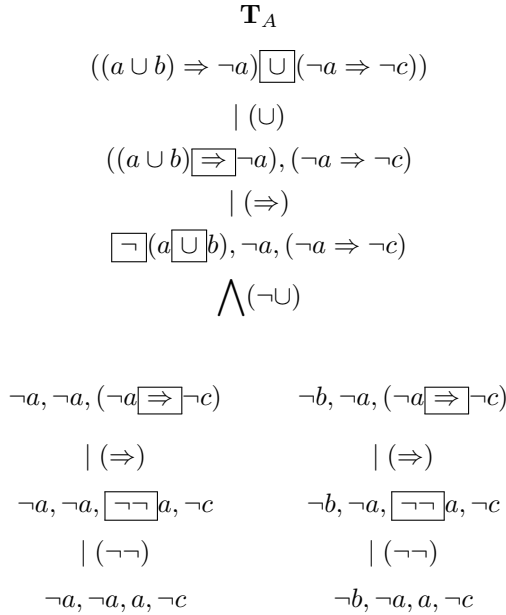 T_A
((a ∪ b) ⇒ ¬a) ∪ (¬a ⇒ ¬c))
| (∪)
((a ∪ b) ⇒ ¬a), (¬a ⇒ ¬c)
| (⇒)
¬ (a ∪ b), ¬a, (¬a ⇒ ¬c)
⋀(¬∪)
¬a, ¬a, (¬a ⇒ ¬c) ¬b, ¬a, (¬a ⇒ ¬c)
| (⇒) | (⇒)
¬a, ¬a, ¬¬ a, ¬c ¬b, ¬a, ¬¬ a, ¬c
| (¬¬) | (¬¬)
¬a, ¬a, a, ¬c ¬b, ¬a, a, ¬c